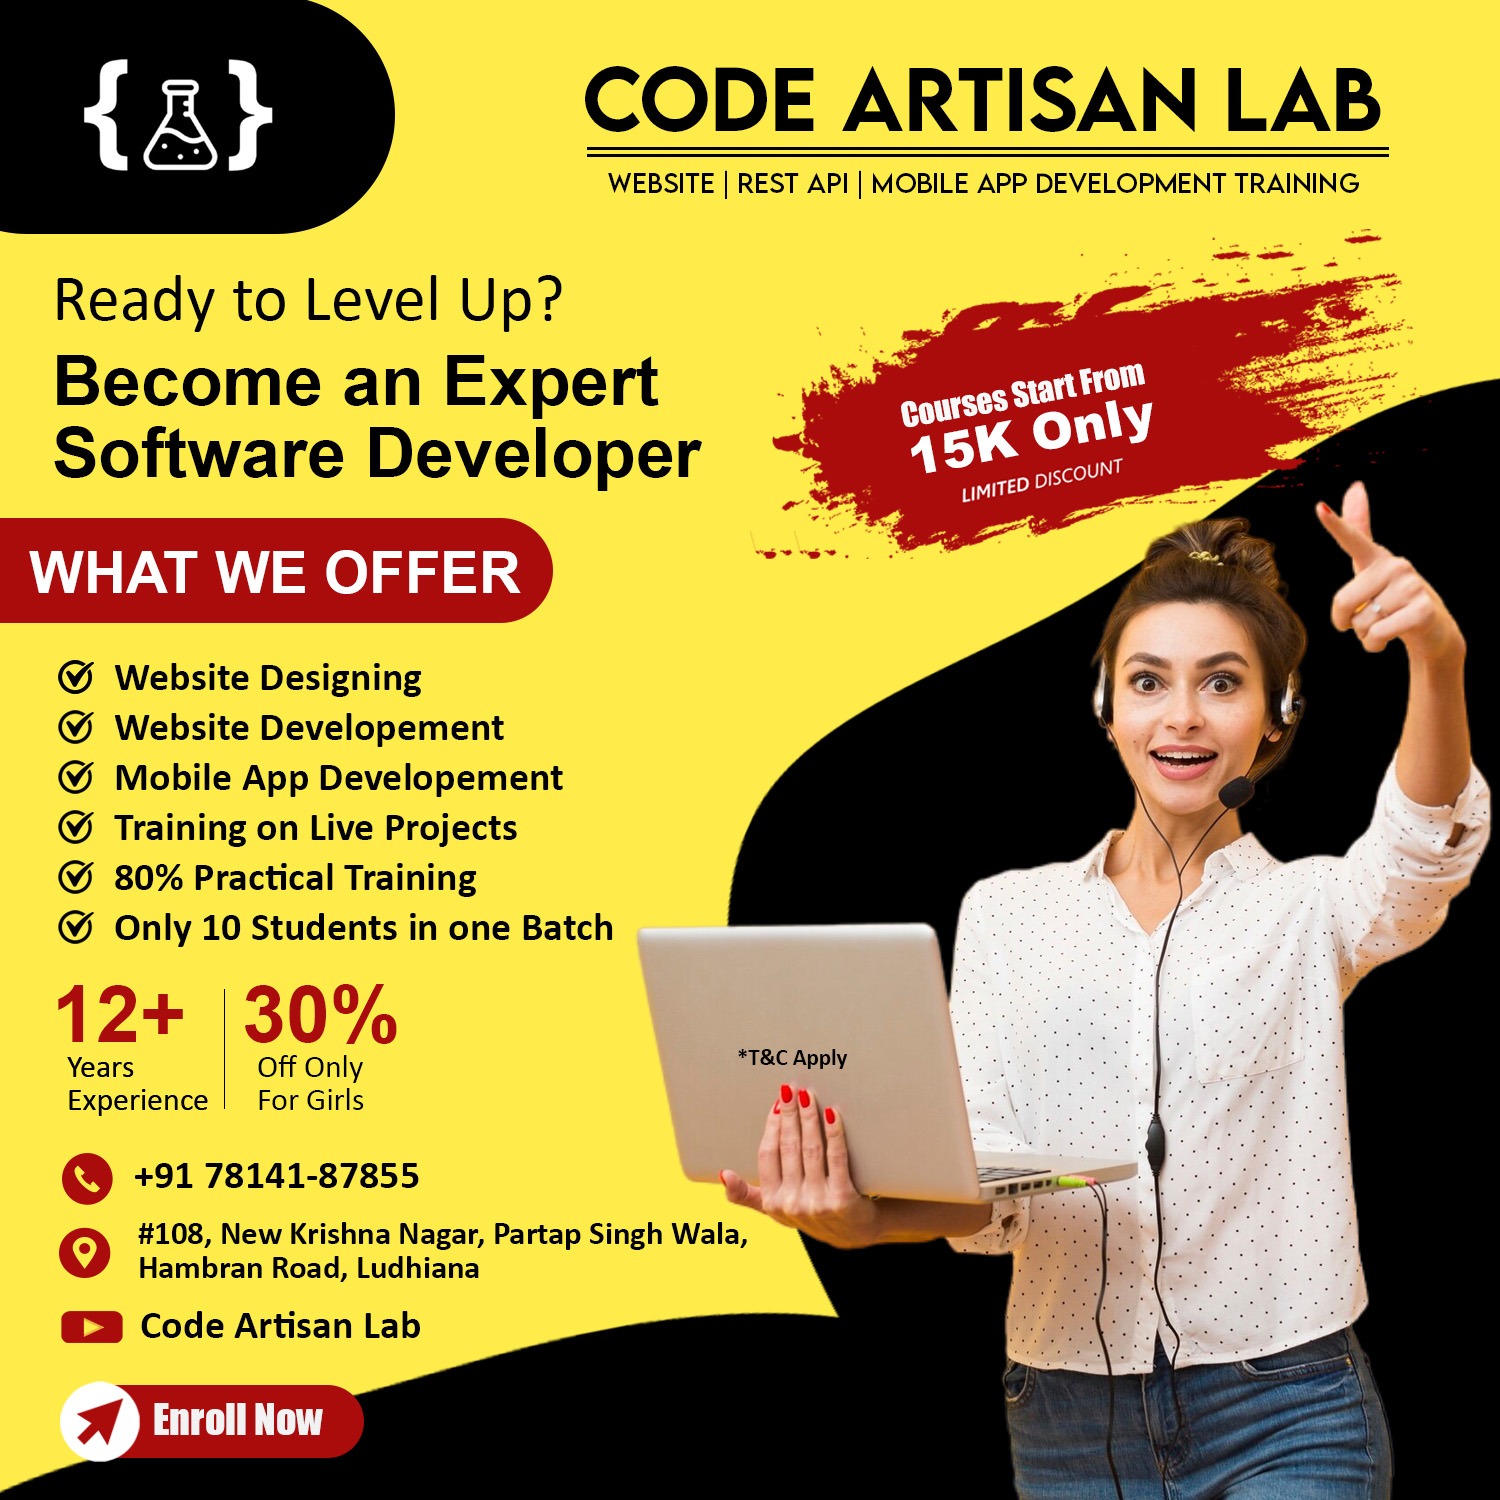 CODE ARTISAN LAB
WEBSITE | REST API | MOBILE APP DEVELOPMENT TRAINING
Ready to Level Up?
Become an Expert
Software Developer
Courses Start From
15K Only
LIMITED DISCOUNT
WHAT WE OFFER
Website Designing
Website Developement
Mobile App Developement
Training on Live Projects
80% Practical Training
Only 10 Students in one Batch
12+
Years
Experience
30%
Off Only
For Girls
*T&C Apply
+91 78141-87855
#108, New Krishna Nagar, Partap Singh Wala,
Hambran Road, Ludhiana
Code Artisan Lab
Enroll Now